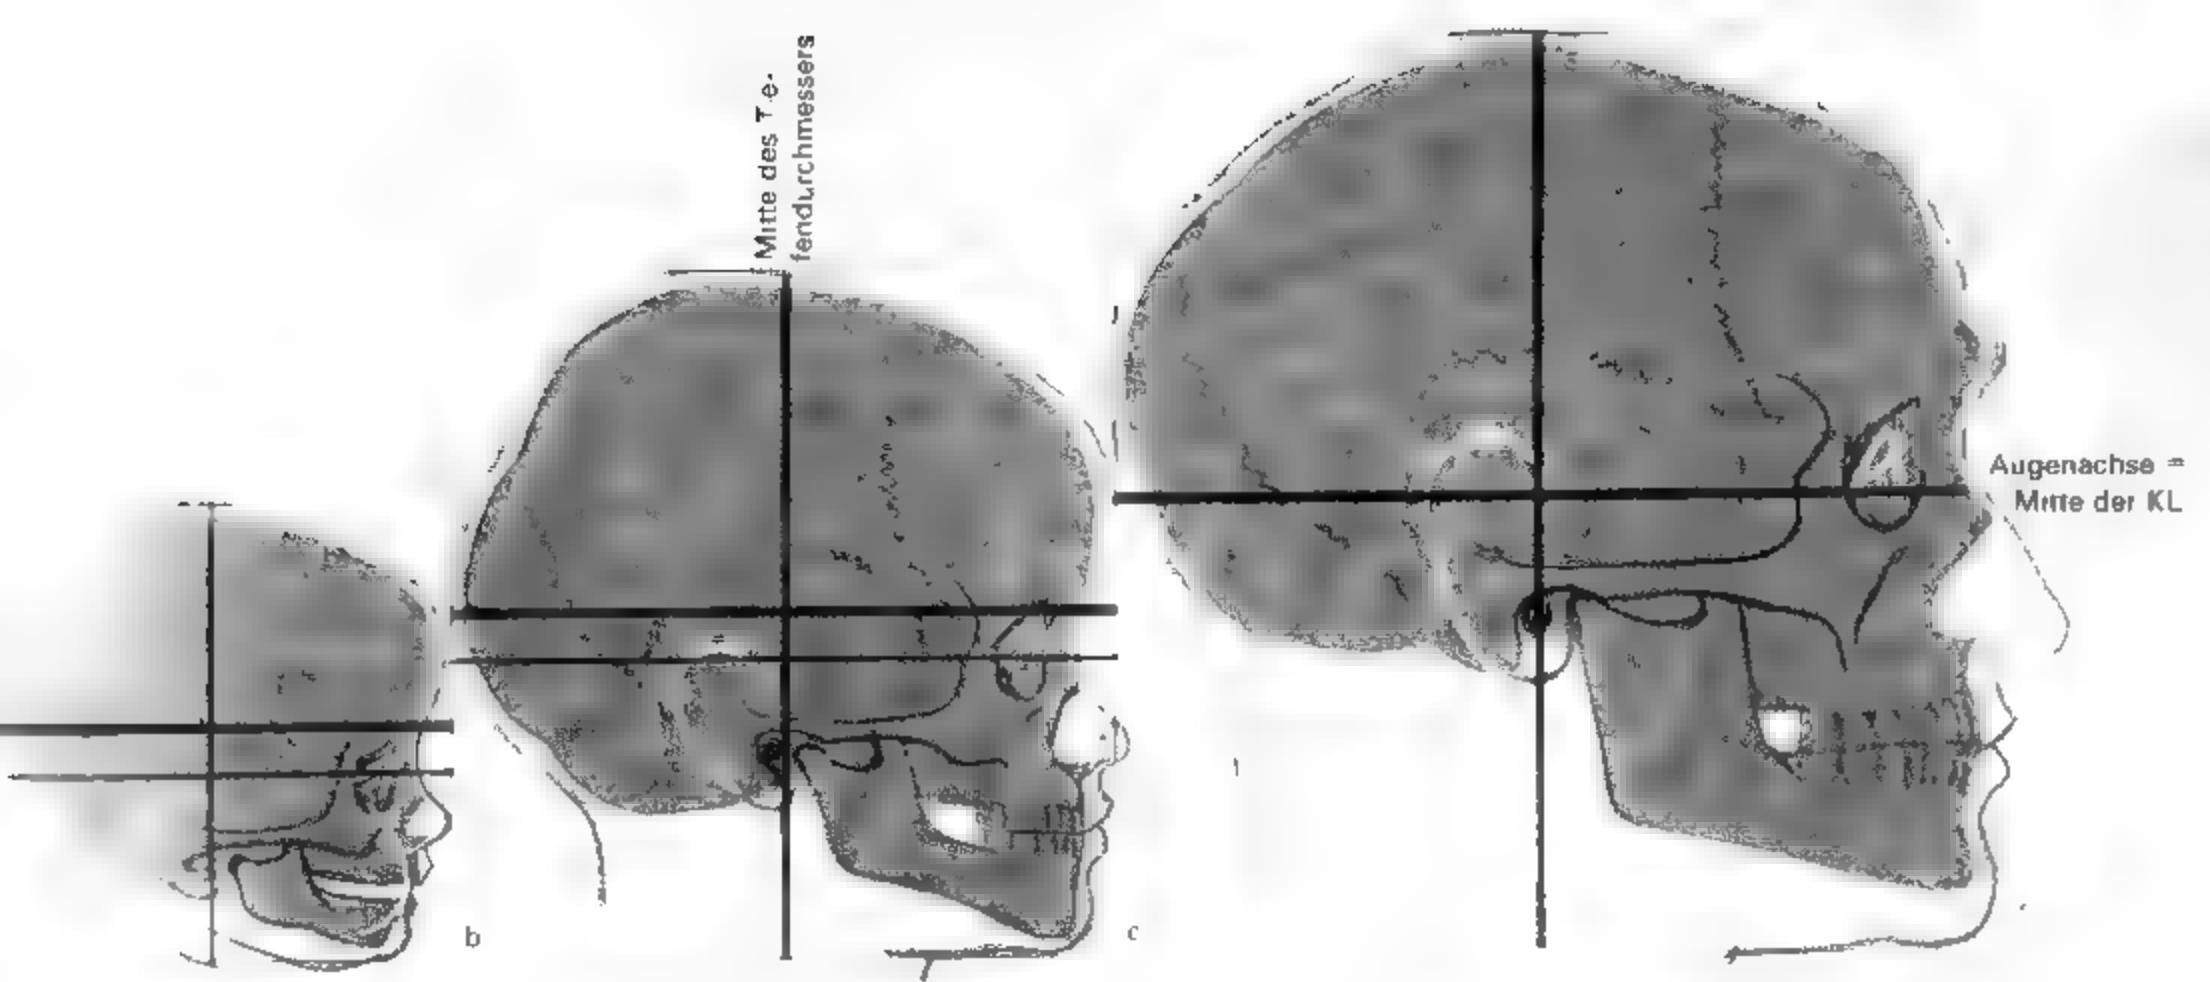 Mitte des Tie-
fendurchmessers
Augenachse =
Mitte der KL
b
c